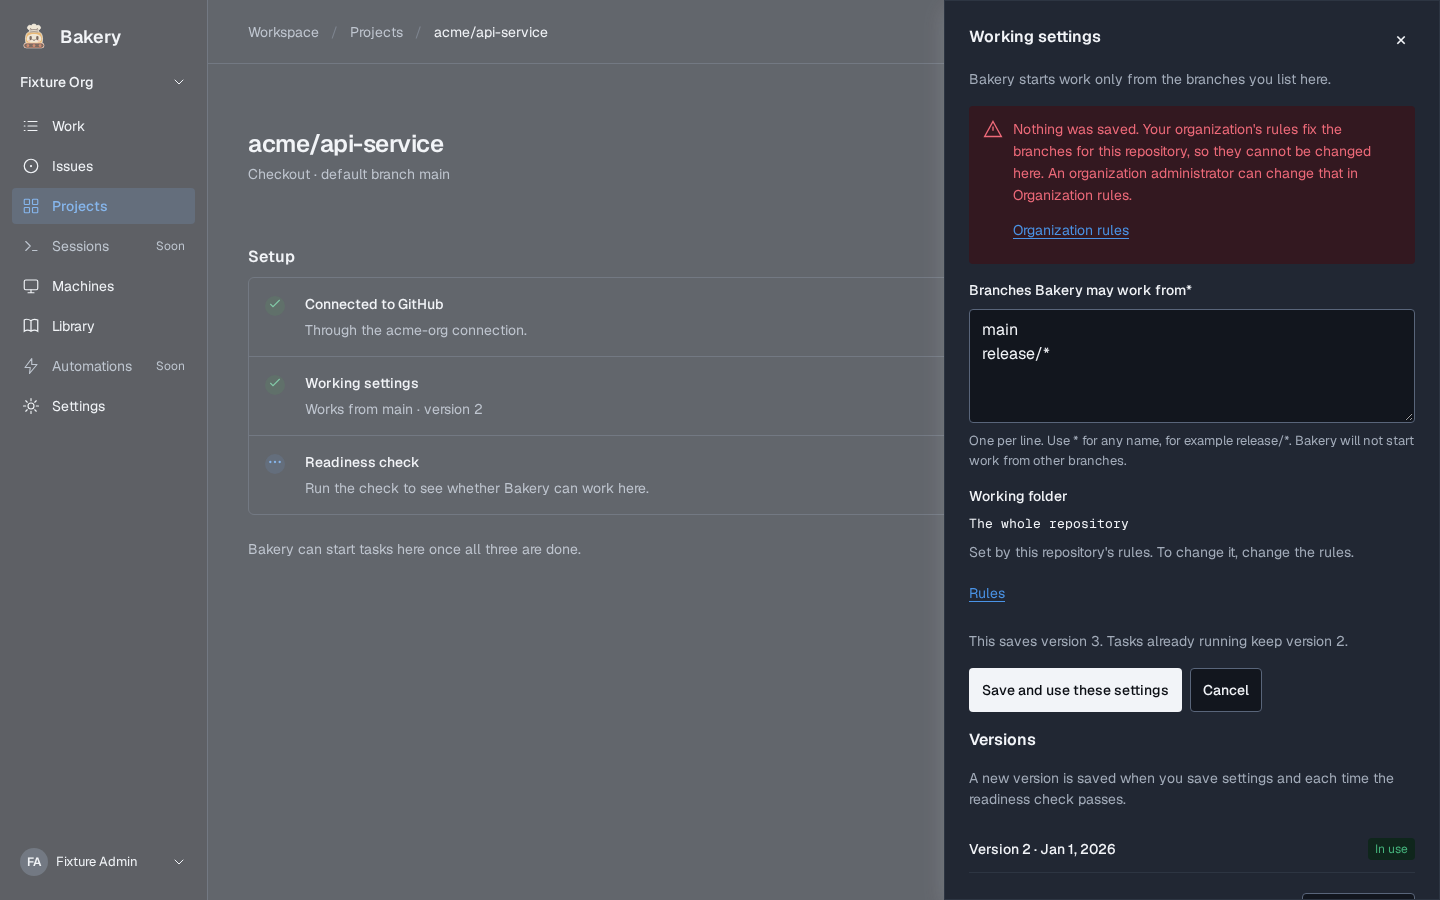 Bakery
Fixture Org
Work
Issues
Projects
Sessions Soon
Machines
Library
Automations Soon
Settings
FA Fixture Admin
Workspace / Projects / acme/api-service
acme/api-service
Checkout · default branch main
Setup
Connected to GitHub
Through the acme-org connection.
Working settings
Works from main · version 2
Readiness check
Run the check to see whether Bakery can work here.
Bakery can start tasks here once all three are done.
Working settings
Bakery starts work only from the branches you list here.
Nothing was saved. Your organization's rules fix the
branches for this repository, so they cannot be changed
here. An organization administrator can change that in
Organization rules.
Organization rules
Branches Bakery may work from*
main
release/*
One per line. Use * for any name, for example release/*. Bakery will not start
work from other branches.
Working folder
The whole repository
Set by this repository's rules. To change it, change the rules.
Rules
This saves version 3. Tasks already running keep version 2.
Save and use these settings Cancel
Versions
A new version is saved when you save settings and each time the
readiness check passes.
Version 2 · Jan 1, 2026 In use